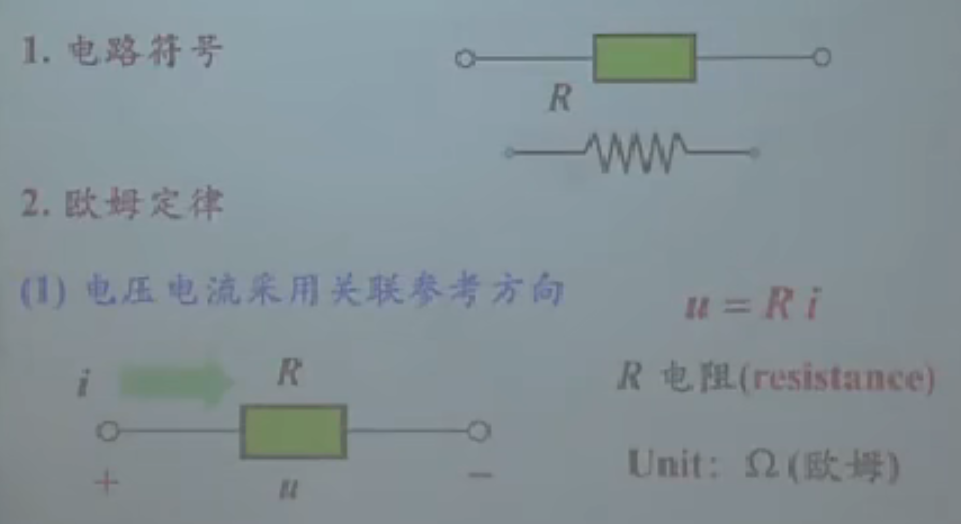 1. 电路符号
R
2. 欧姆定律
(1) 电压电流采用关联参考方向
u = R i
i
R
R 电阻(resistance)
+ u −
Unit: Ω (欧姆)